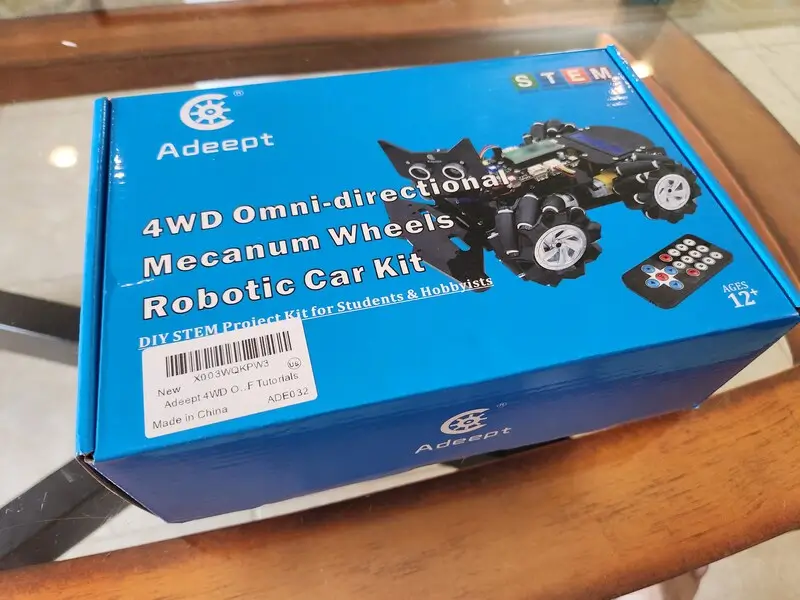 STEM
®
Adeept
4WD Omni-directional
Mecanum Wheels
Robotic Car Kit
DIY STEM Project Kit for Students & Hobbyists
AGES
12+
X003WQKPW3
New
US
Adeept 4WD O...F Tutorials
ADE032
Made in China
®
Adeept